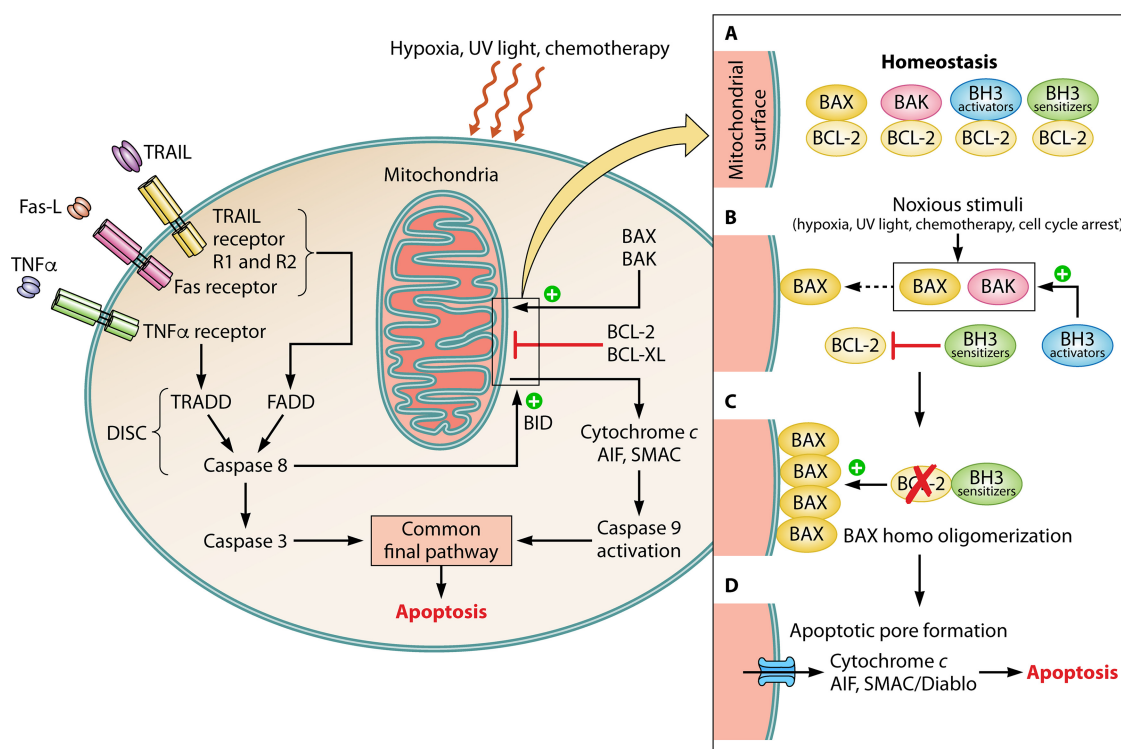 Hypoxia, UV light, chemotherapy
TRAIL
Fas-L
TNFα
TRAIL
receptor
R1 and R2
Fas receptor
TNFα receptor
Mitochondria
BAX
BAK
+
BCL-2
BCL-XL
+
BID
TRADD
FADD
DISC
Caspase 8
Cytochrome c
AIF, SMAC
Caspase 3
Common
final pathway
Caspase 9
activation
Apoptosis
A
Mitochondrial
surface
Homeostasis
BAX
BAK
BH3
activators
BH3
sensitizers
BCL-2
BCL-2
BCL-2
BCL-2
B
Noxious stimuli
(hypoxia, UV light, chemotherapy, cell cycle arrest)
BAX
BAX
BAK
+
BCL-2
BH3
sensitizers
BH3
activators
C
BAX
BAX
BAX
BAX
+
BCL-2
BH3
sensitizers
BAX homo oligomerization
D
Apoptotic pore formation
Cytochrome c
AIF, SMAC/Diablo
Apoptosis